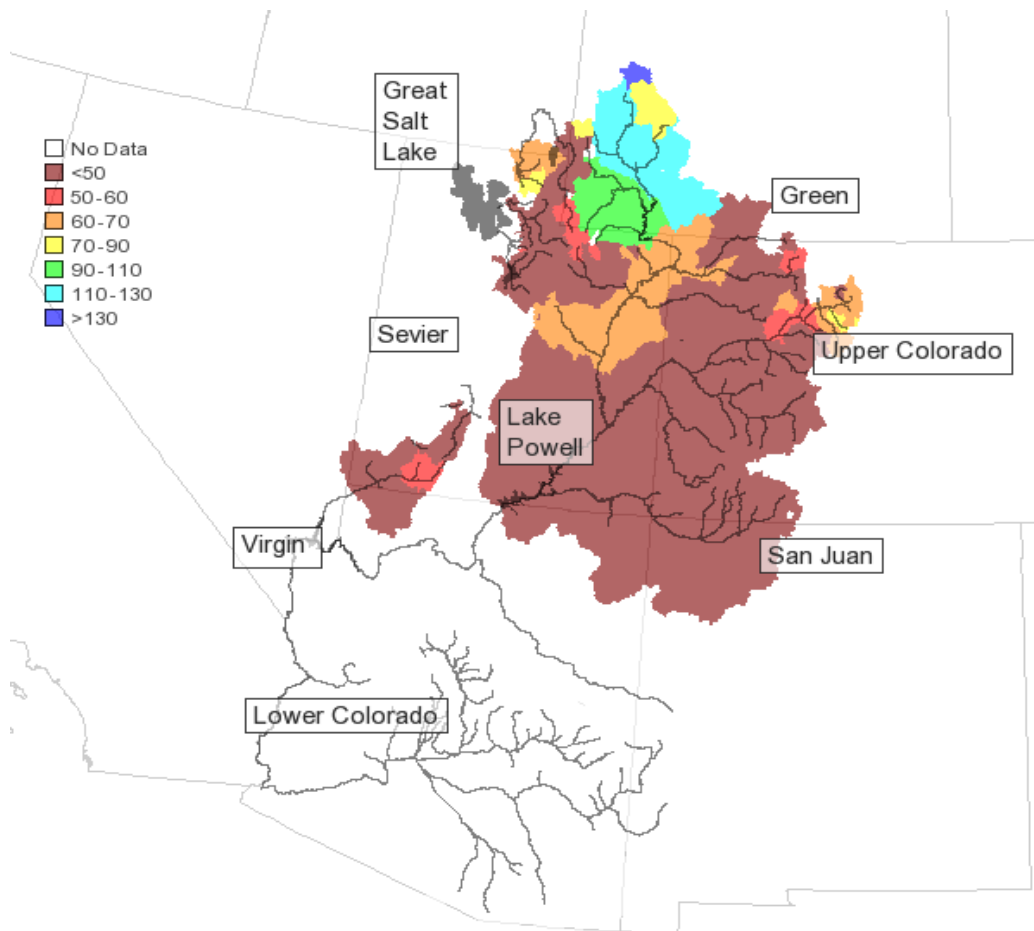 Great
Salt
Lake
No Data
<50
50-60
60-70
70-90
90-110
110-130
>130
Green
Sevier
Upper Colorado
Lake
Powell
Virgin
San Juan
Lower Colorado